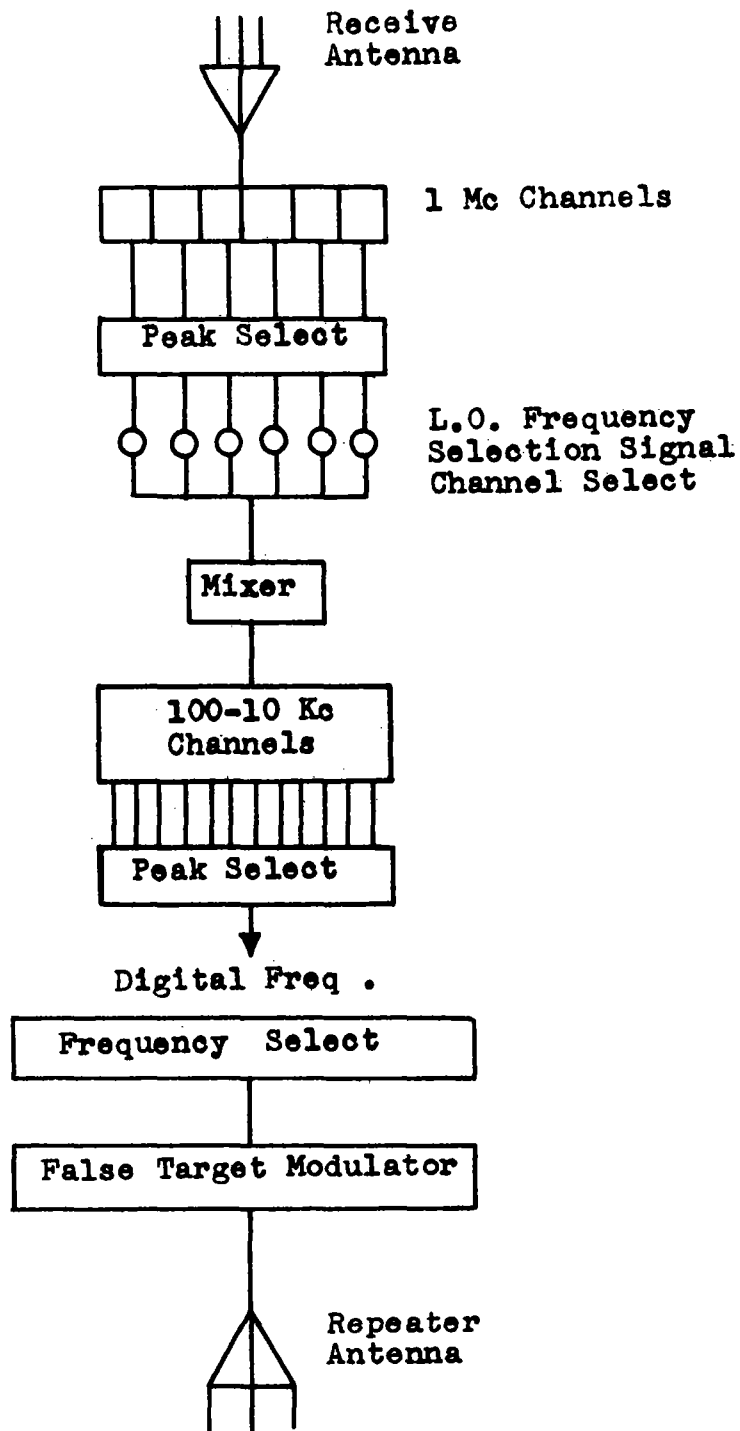 Receive
Antenna
1 Mc Channels
Peak Select
L.O. Frequency
Selection Signal
Channel Select
Mixer
100-10 Kc
Channels
Peak Select
Digital Freq .
Frequency Select
False Target Modulator
Repeater
Antenna